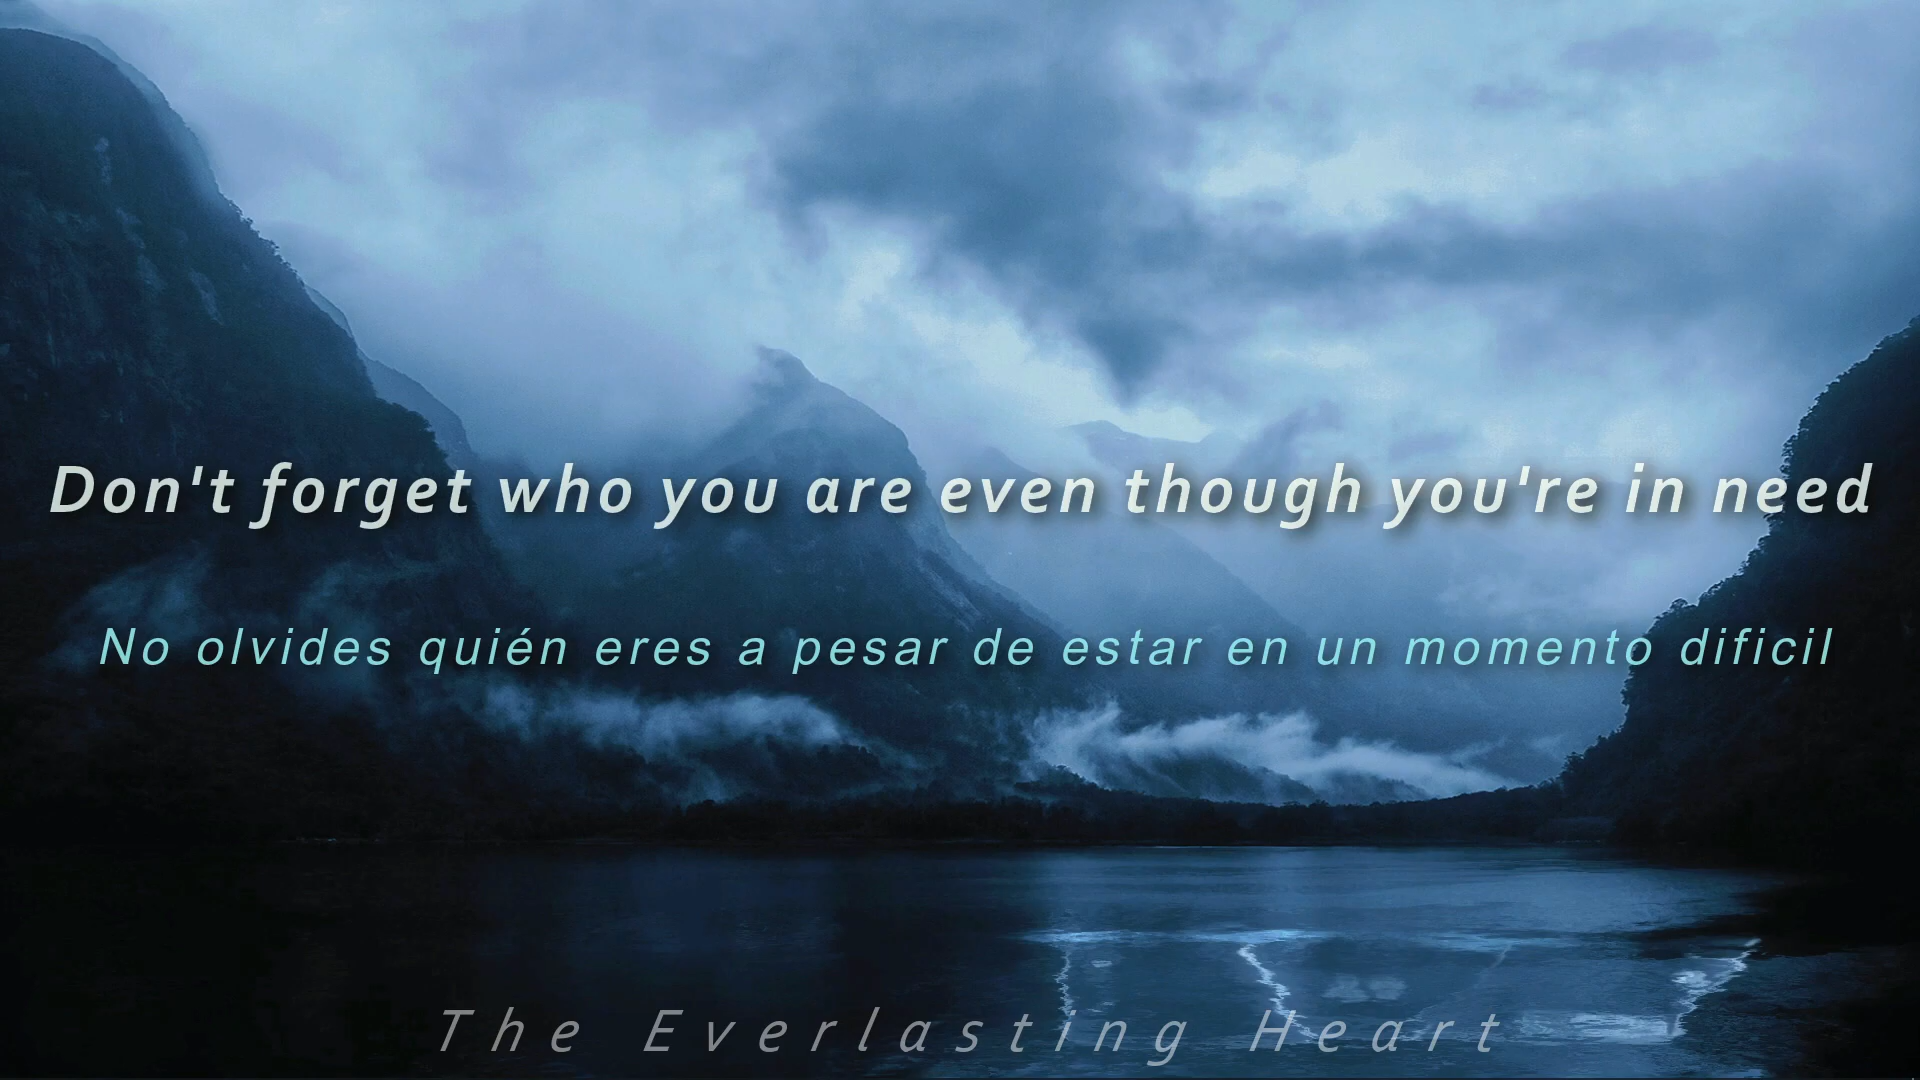 Don't forget who you are even though you're in need
No olvides quién eres a pesar de estar en un momento dificil
The Everlasting Heart